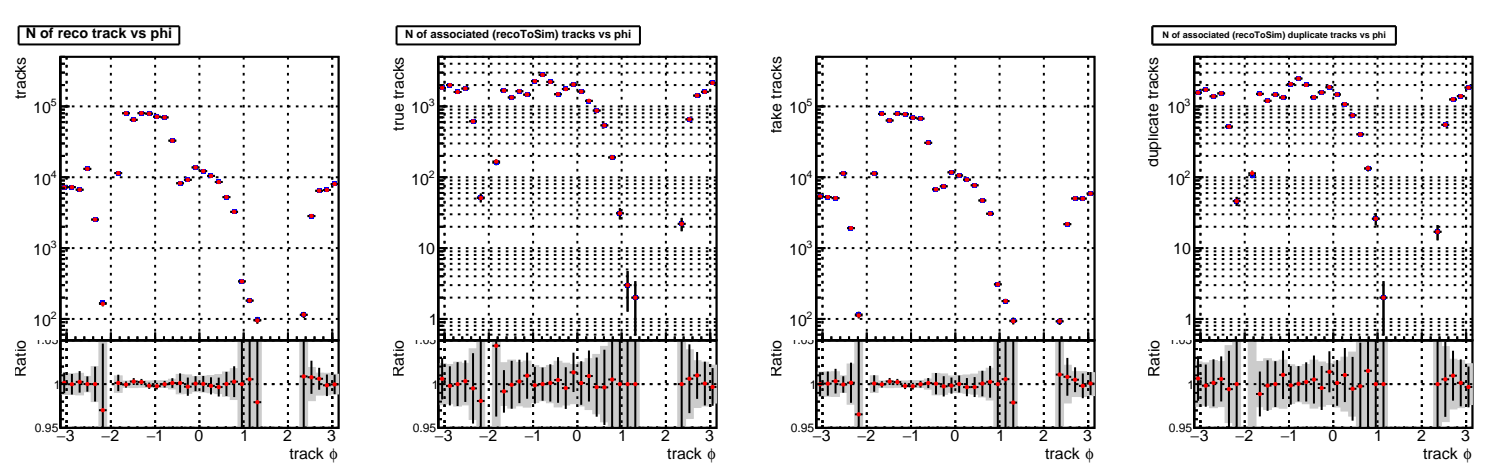 N of reco track vs phi
tracks
10^5
10^4
10^3
10^2
Ratio
1
0.95
−3 −2 −1 0 1 2 3
track ϕ
N of associated (recoToSim) tracks vs phi
true tracks
10^3
10^2
10
1
Ratio
1
0.95
−3 −2 −1 0 1 2 3
track ϕ
fake tracks
10^5
10^4
10^3
10^2
Ratio
1
0.95
−3 −2 −1 0 1 2 3
track ϕ
N of associated (recoToSim) duplicate tracks vs phi
duplicate tracks
10^3
10^2
10
1
Ratio
1
0.95
−3 −2 −1 0 1 2 3
track ϕ